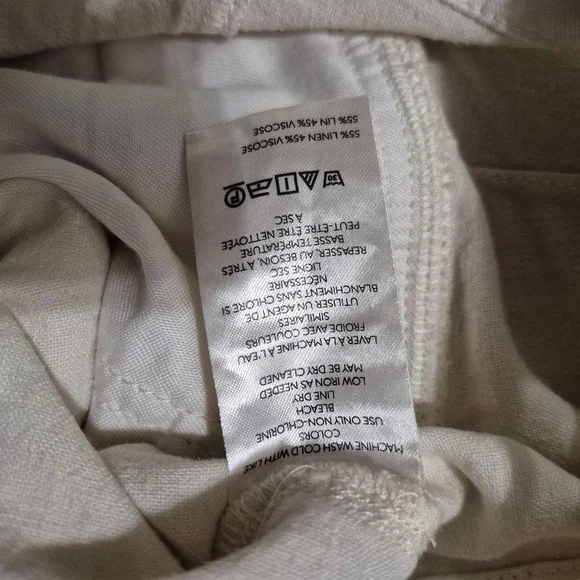 MACHINE WASH COLD WITH LIKE
COLORS
USE ONLY NON-CHLORINE
BLEACH
LINE DRY
LOW IRON AS NEEDED
MAY BE DRY CLEANED
LAVER À LA MACHINE À L'EAU
FROIDE AVEC COULEURS
SIMILAIRES
UTILISER UN AGENT DE
BLANCHIMENT SANS CHLORE SI
NÉCESSAIRE
LIGNE SEC
REPASSER, AU BESOIN, À TRÈS
BASSE TEMPÉRATURE
PEUT-ÊTRE ÊTRE NETTOYÉE
À SEC
P 30
55% LINEN 45% VISCOSE
55% LIN 45% VISCOSE